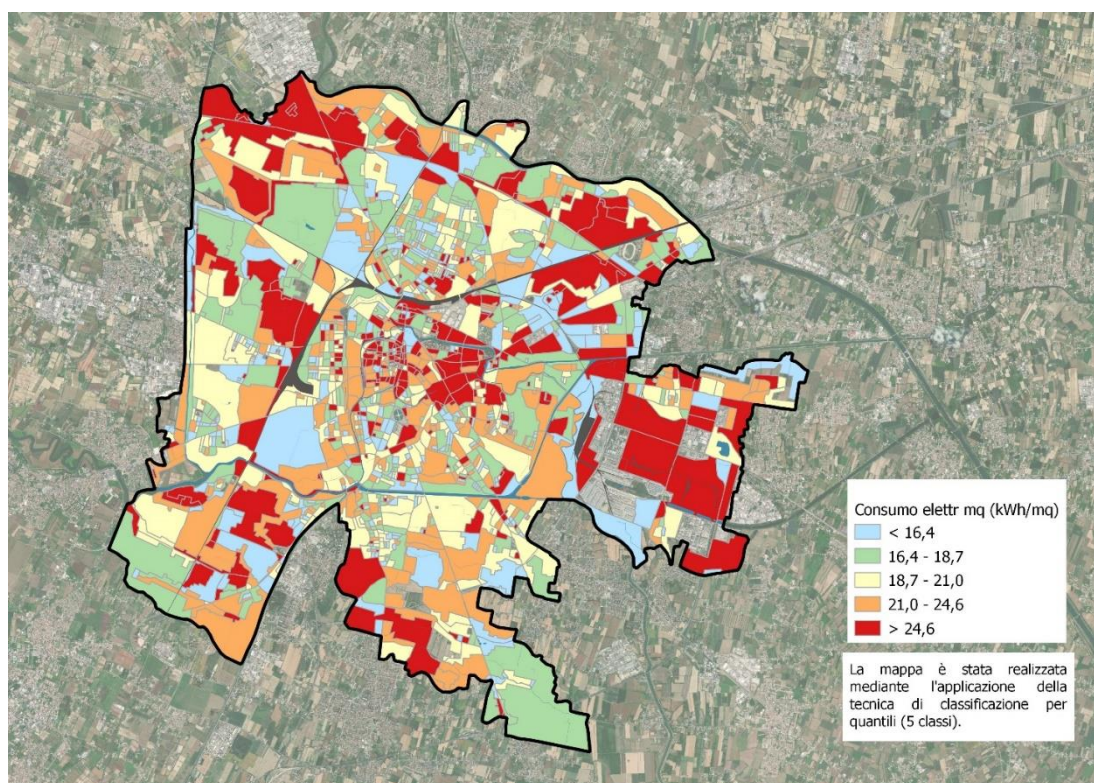 Consumo elettr mq (kWh/mq)
< 16,4
16,4 - 18,7
18,7 - 21,0
21,0 - 24,6
> 24,6
La mappa è stata realizzata
mediante l'applicazione della
tecnica di classificazione per
quantili (5 classi).